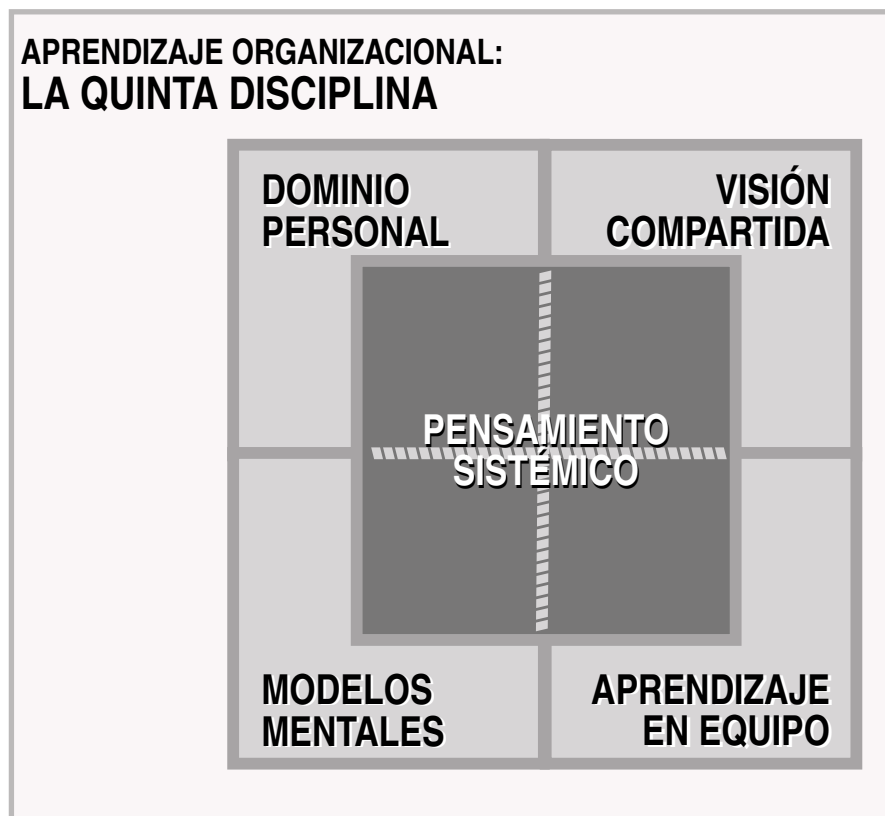 APRENDIZAJE ORGANIZACIONAL:
LA QUINTA DISCIPLINA
DOMINIO
PERSONAL
VISIÓN
COMPARTIDA
PENSAMIENTO
SISTÉMICO
MODELOS
MENTALES
APRENDIZAJE
EN EQUIPO